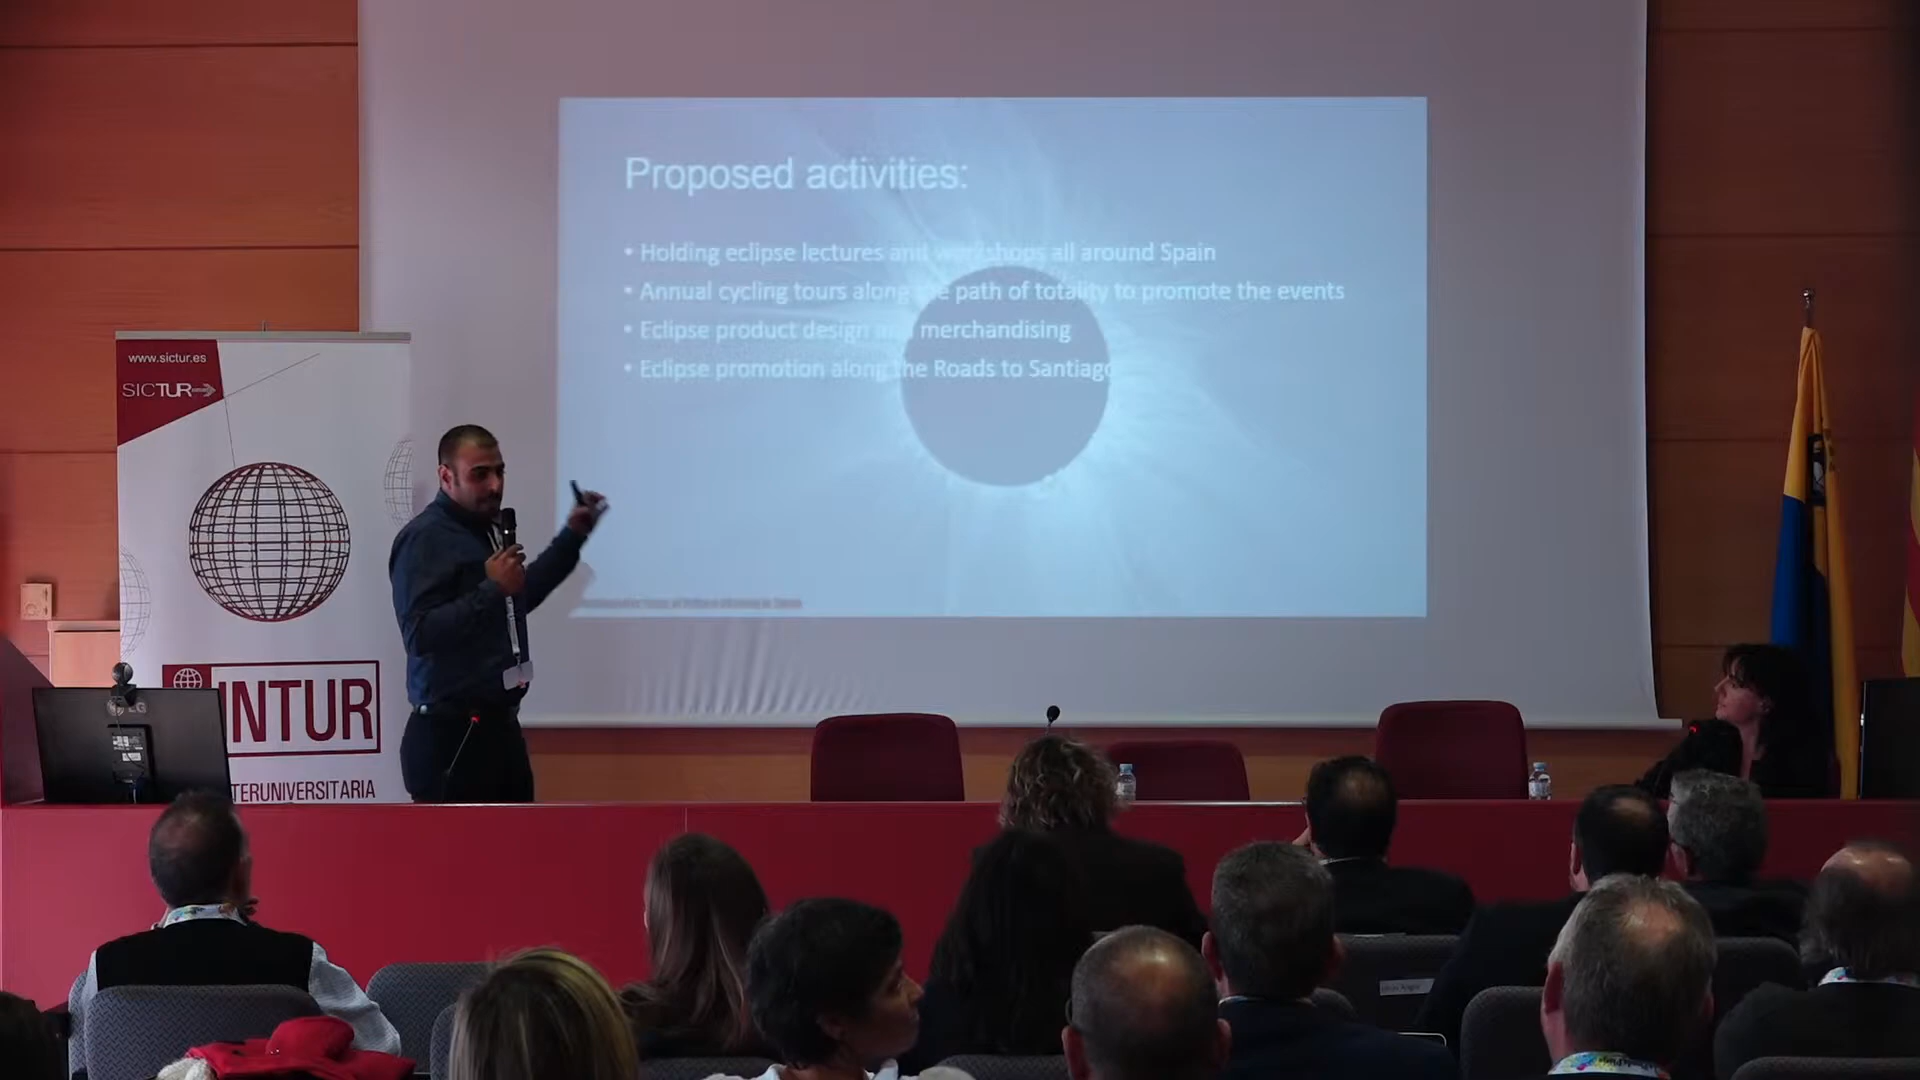 Proposed activities:
• Holding eclipse lectures and workshops all around Spain
• Annual cycling tours along the path of totality to promote the events
• Eclipse product design and merchandising
• Eclipse promotion along the Roads to Santiago
www.sictur.es
SICTUR
INTUR
TERUNIVERSITARIA
LG